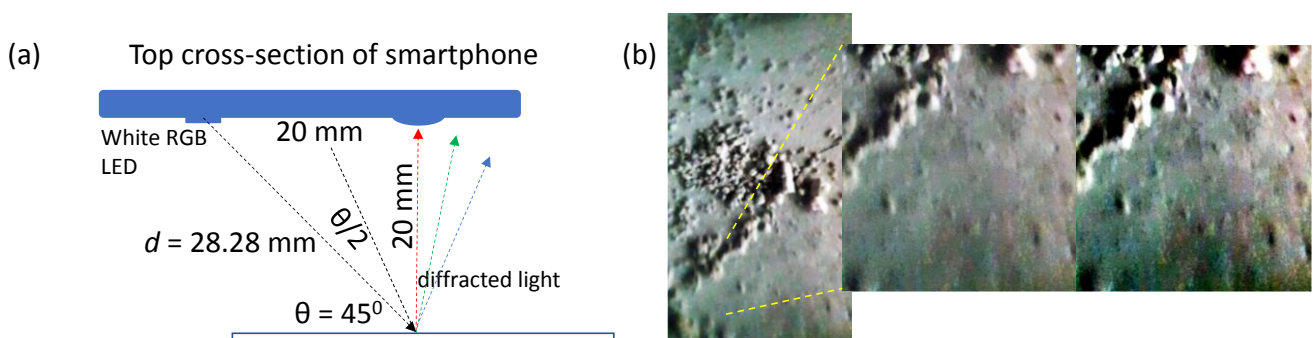 (a)
Top cross-section of smartphone
(b)
White RGB
LED
20 mm
20 mm
θ/2
d = 28.28 mm
diffracted light
θ = 45⁰